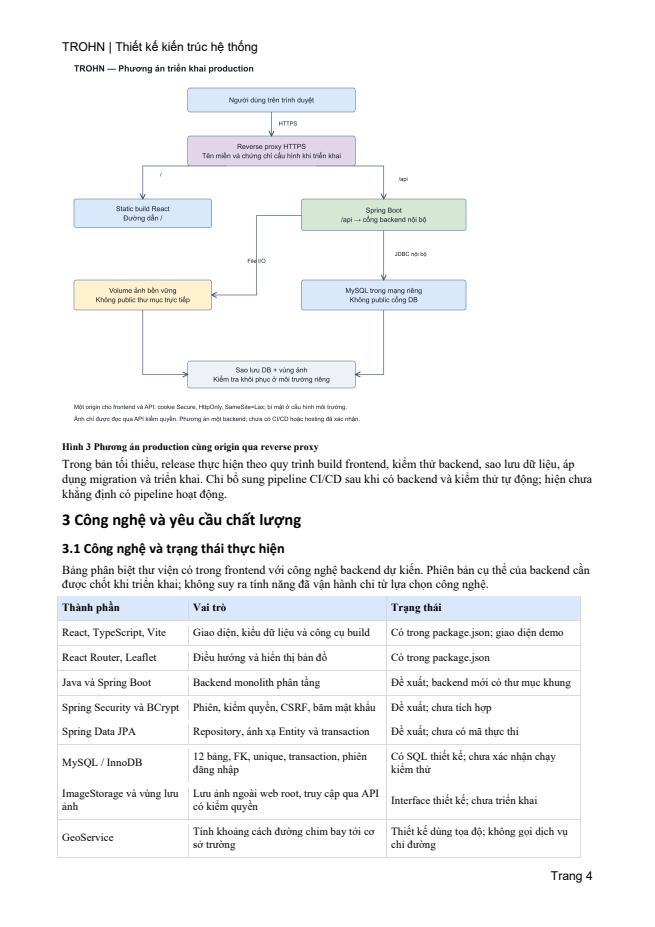 TROHN | Thiết kế kiến trúc hệ thống
TROHN — Phương án triển khai production
Người dùng trên trình duyệt
HTTPS
Reverse proxy HTTPS
Tên miền và chứng chỉ cấu hình khi triển khai
/
/api
Static build React
Đường dẫn /
Spring Boot
/api → cổng backend nội bộ
File I/O
JDBC nội bộ
Volume ảnh bền vững
Không public thư mục trực tiếp
MySQL trong mạng riêng
Không public cổng DB
Sao lưu DB + vùng ảnh
Kiểm tra khôi phục ở môi trường riêng
Một origin cho frontend và API; cookie Secure, HttpOnly, SameSite=Lax; bí mật ở cấu hình môi trường.
Ảnh chỉ được đọc qua API kiểm quyền. Phương án một backend; chưa có CI/CD hoặc hosting đã xác nhận.
Hình 3 Phương án production cùng origin qua reverse proxy
Trong bản tối thiểu, release thực hiện theo quy trình build frontend, kiểm thử backend, sao lưu dữ liệu, áp
dụng migration và triển khai. Chỉ bổ sung pipeline CI/CD sau khi có backend và kiểm thử tự động; hiện chưa
khẳng định có pipeline hoạt động.
3 Công nghệ và yêu cầu chất lượng
3.1 Công nghệ và trạng thái thực hiện
Bảng phân biệt thư viện có trong frontend với công nghệ backend dự kiến. Phiên bản cụ thể của backend cần
được chốt khi triển khai; không suy ra tính năng đã vận hành chỉ từ lựa chọn công nghệ.
Thành phần Vai trò Trạng thái
React, TypeScript, Vite Giao diện, kiểu dữ liệu và công cụ build Có trong package.json; giao diện demo
React Router, Leaflet Điều hướng và hiển thị bản đồ Có trong package.json
Java và Spring Boot Backend monolith phân tầng Đề xuất; backend mới có thư mục khung
Spring Security và BCrypt Phiên, kiểm quyền, CSRF, băm mật khẩu Đề xuất; chưa tích hợp
Spring Data JPA Repository, ánh xạ Entity và transaction Đề xuất; chưa có mã thực thi
MySQL / InnoDB 12 bảng, FK, unique, transaction, phiên
đăng nhập Có SQL thiết kế; chưa xác nhận chạy
kiểm thử
ImageStorage và vùng lưu
ảnh Lưu ảnh ngoài web root, truy cập qua API
có kiểm quyền Interface thiết kế; chưa triển khai
GeoService Tính khoảng cách đường chim bay tới cơ
sở trường Thiết kế dùng tọa độ; không gọi dịch vụ
chỉ đường
Trang 4